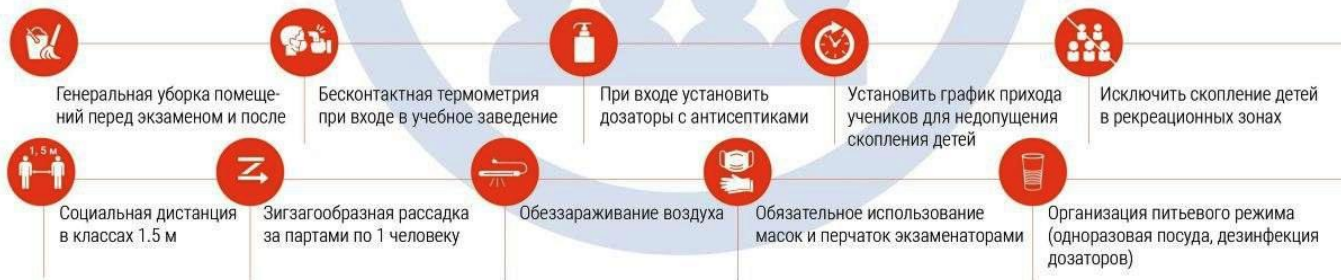 Генеральная уборка помеще-
ний перед экзаменом и после
Бесконтактная термометрия
при входе в учебное заведение
При входе установить
дозаторы с антисептиками
Установить график прихода
учеников для недопущения
скопления детей
Исключить скопление детей
в рекреационных зонах
1,5 м
Социальная дистанция
в классах 1.5 м
Зигзагообразная рассадка
за партами по 1 человеку
Обеззараживание воздуха
Обязательное использование
масок и перчаток экзаменаторами
Организация питьевого режима
(одноразовая посуда, дезинфекция
дозаторов)